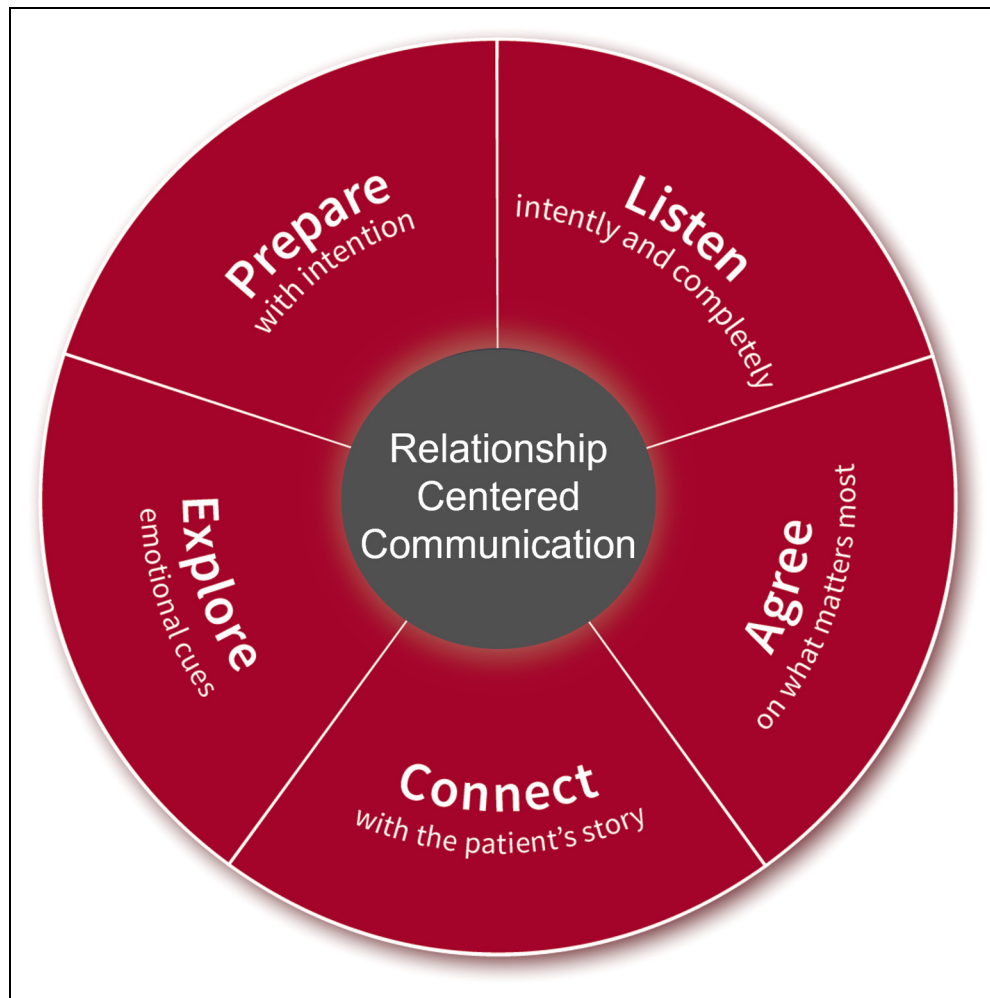 Prepare
with intention
Listen
intently and completely
Agree
on what matters most
Connect
with the patient’s story
Explore
emotional cues
Relationship
Centered
Communication